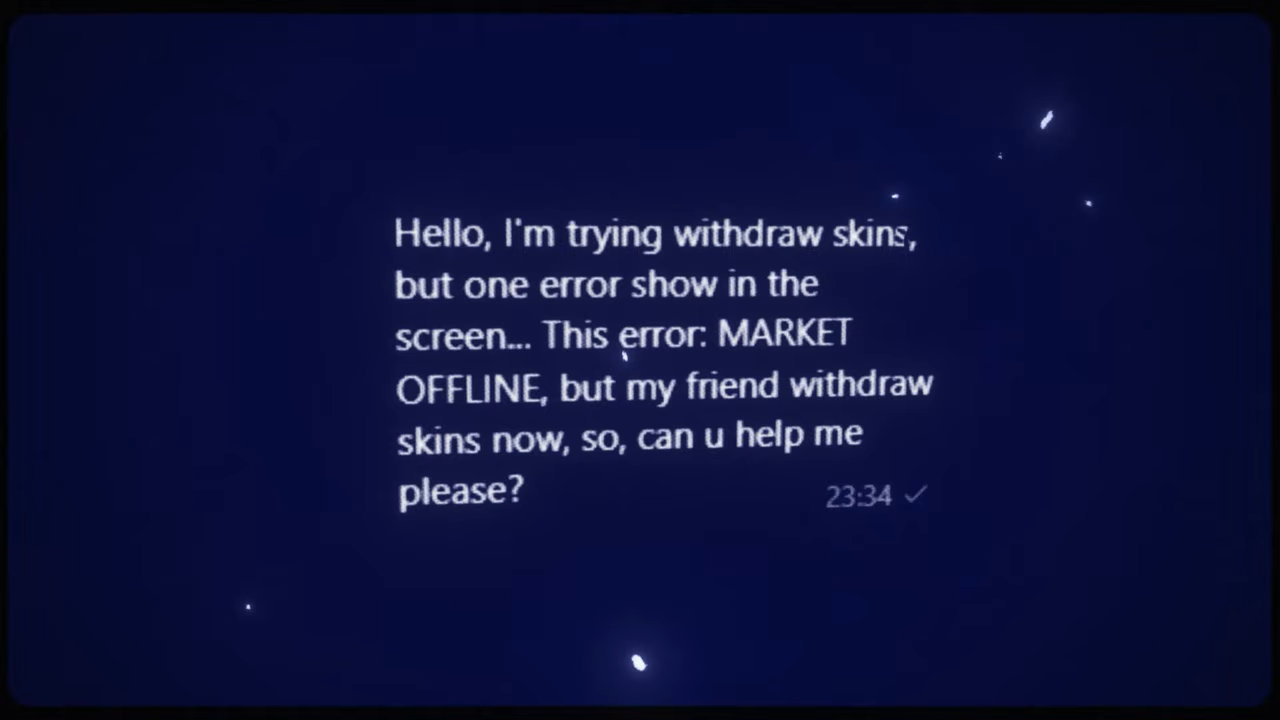 Hello, I'm trying withdraw skins,
but one error show in the
screen... This error: MARKET
OFFLINE, but my friend withdraw
skins now, so, can u help me
please?
23:34 ✓